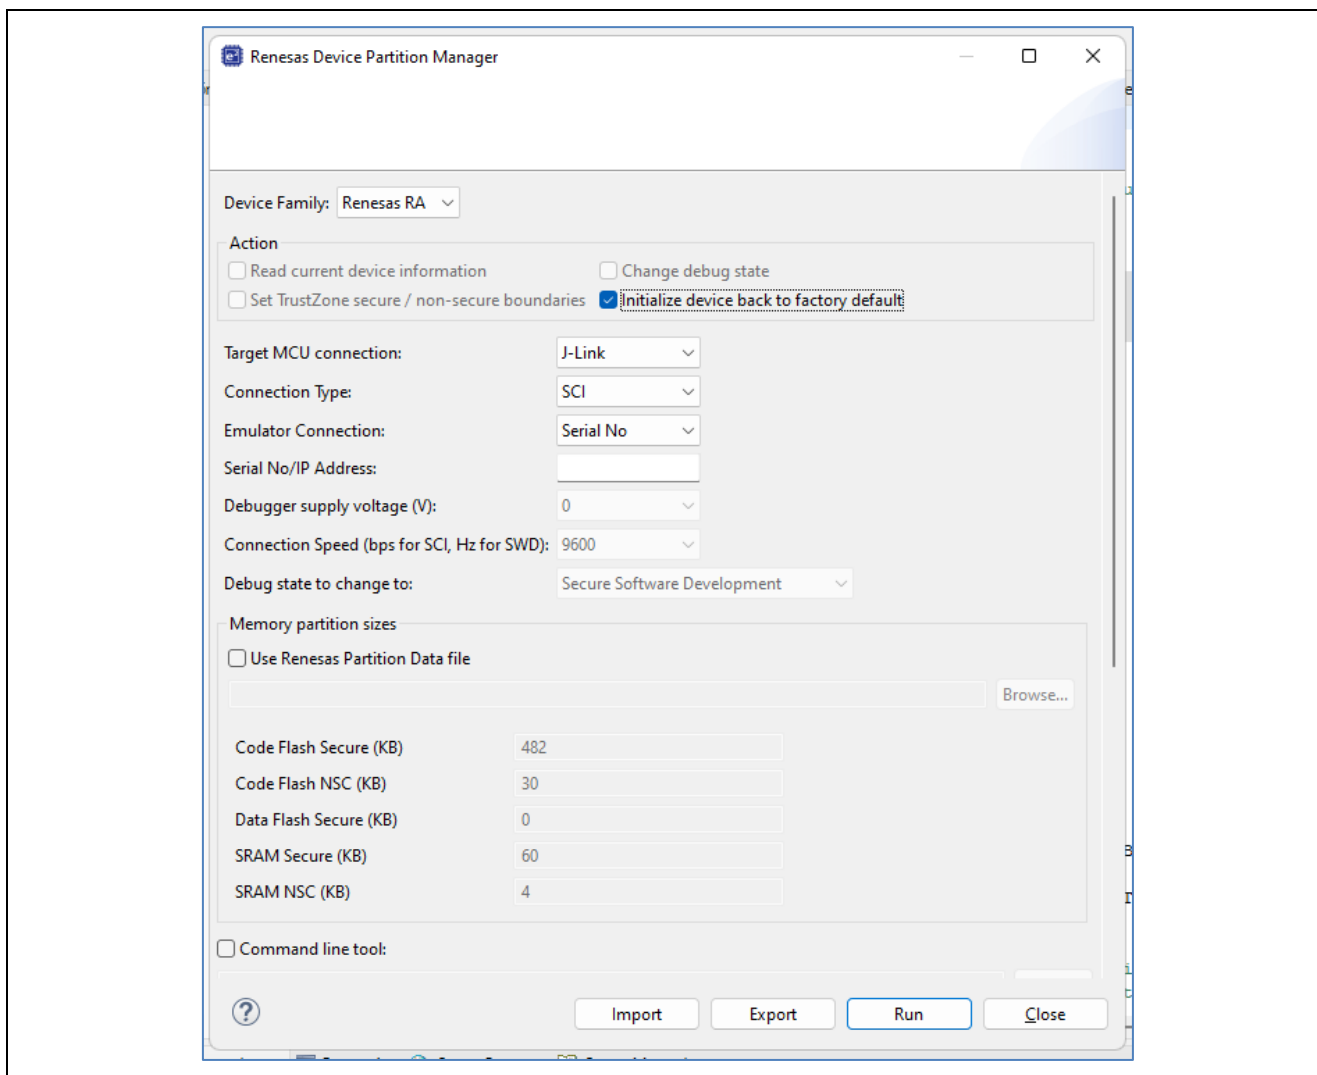 Renesas Device Partition Manager
Device Family: Renesas RA
Action
Read current device information
Change debug state
Set TrustZone secure / non-secure boundaries
Initialize device back to factory default
Target MCU connection: J-Link
Connection Type: SCI
Emulator Connection: Serial No
Serial No/IP Address:
Debugger supply voltage (V): 0
Connection Speed (bps for SCI, Hz for SWD): 9600
Debug state to change to: Secure Software Development
Memory partition sizes
Use Renesas Partition Data file
Browse...
Code Flash Secure (KB) 482
Code Flash NSC (KB) 30
Data Flash Secure (KB) 0
SRAM Secure (KB) 60
SRAM NSC (KB) 4
Command line tool:
Import Export Run Close